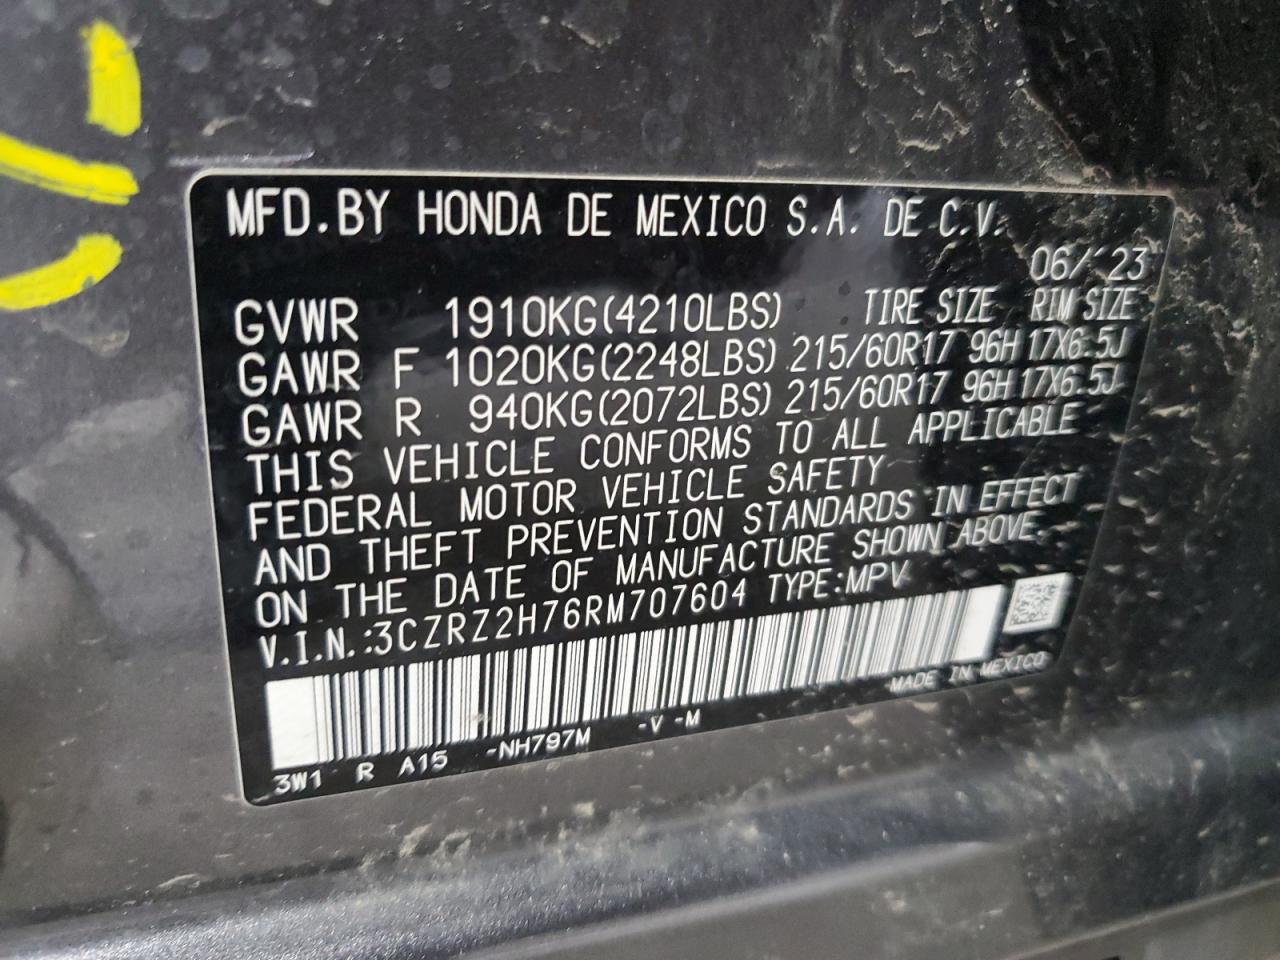 MFD.BY HONDA DE MEXICO S.A. DE C.V.
06/'23
GVWR 1910KG(4210LBS) TIRE SIZE RIM SIZE
GAWR F 1020KG(2248LBS) 215/60R17 96H 17X6.5J
GAWR R 940KG(2072LBS) 215/60R17 96H 17X6.5J
THIS VEHICLE CONFORMS TO ALL APPLICABLE
FEDERAL MOTOR VEHICLE SAFETY
AND THEFT PREVENTION STANDARDS IN EFFECT
ON THE DATE OF MANUFACTURE SHOWN ABOVE.
V.I.N.:3CZRZ2H76RM707604 TYPE:MPV
MADE IN MEXICO
3W1 R A15 -NH797M -V -M